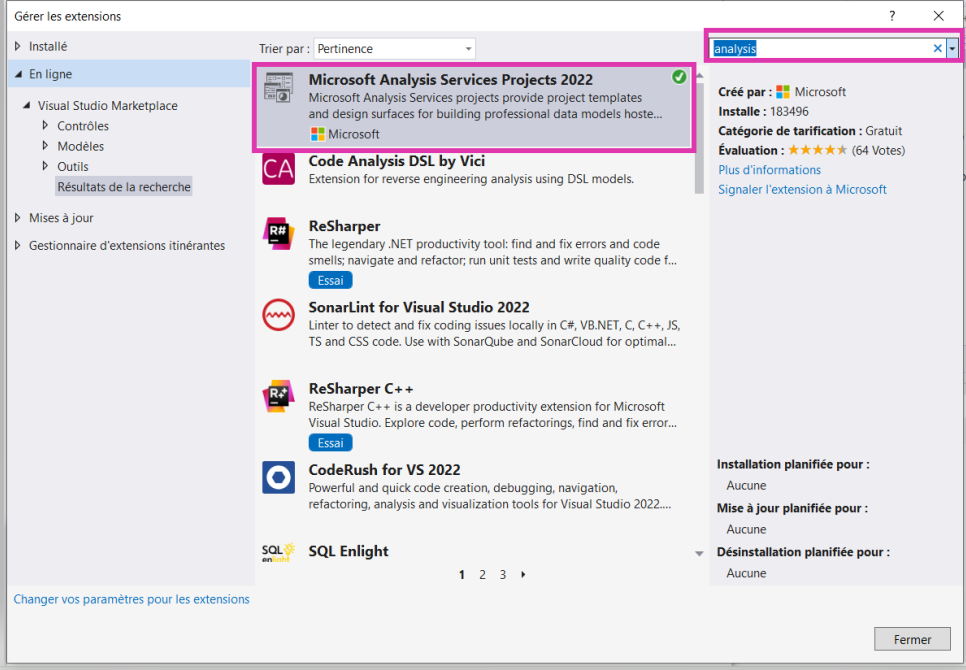 Gérer les extensions
?
Installé
En ligne
Visual Studio Marketplace
Contrôles
Modèles
Outils
Résultats de la recherche
Mises à jour
Gestionnaire d'extensions itinérantes
Trier par : Pertinence
Microsoft Analysis Services Projects 2022
Microsoft Analysis Services projects provide project templates
and design surfaces for building professional data models hoste...
Microsoft
CA
Code Analysis DSL by Vici
Extension for reverse engineering analysis using DSL models.
R#
ReSharper
The legendary .NET productivity tool: find and fix errors and code
smells; navigate and refactor; run unit tests and write quality code f...
Essai
SonarLint for Visual Studio 2022
Linter to detect and fix coding issues locally in C#, VB.NET, C, C++, JS,
TS and CSS code. Use with SonarQube and SonarCloud for optimal...
R++
ReSharper C++
ReSharper C++ is a developer productivity extension for Microsoft
Visual Studio. Explore code, perform refactorings, find and fix error...
Essai
CodeRush for VS 2022
Powerful and quick code creation, debugging, navigation,
refactoring, analysis and visualization tools for Visual Studio 2022....
SQL
enlight
SQL Enlight
1 2 3
analysis
Créé par : Microsoft
Installe : 183496
Catégorie de tarification : Gratuit
Évaluation : (64 Votes)
Plus d'informations
Signaler l'extension à Microsoft
Installation planifiée pour :
Aucune
Mise à jour planifiée pour :
Aucune
Désinstallation planifiée pour :
Aucune
Changer vos paramètres pour les extensions
Fermer